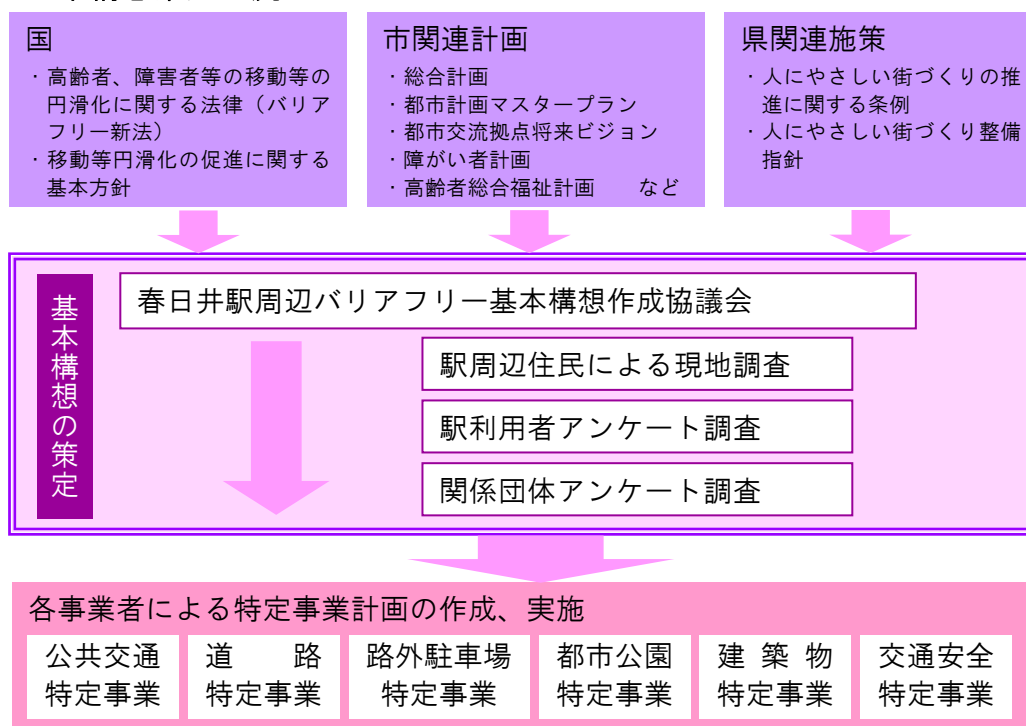 国
・高齢者、障害者等の移動等の
円滑化に関する法律（バリア
フリー新法）
・移動等円滑化の促進に関する
基本方針
市関連計画
・総合計画
・都市計画マスタープラン
・都市交流拠点将来ビジョン
・障がい者計画
・高齢者総合福祉計画　　など
県関連施策
・人にやさしい街づくりの推
進に関する条例
・人にやさしい街づくり整備
指針
基本構想の策定
春日井駅周辺バリアフリー基本構想作成協議会
駅周辺住民による現地調査
駅利用者アンケート調査
関係団体アンケート調査
各事業者による特定事業計画の作成、実施
公共交通
特定事業
道　　路
特定事業
路外駐車場
特定事業
都市公園
特定事業
建 築 物
特定事業
交通安全
特定事業